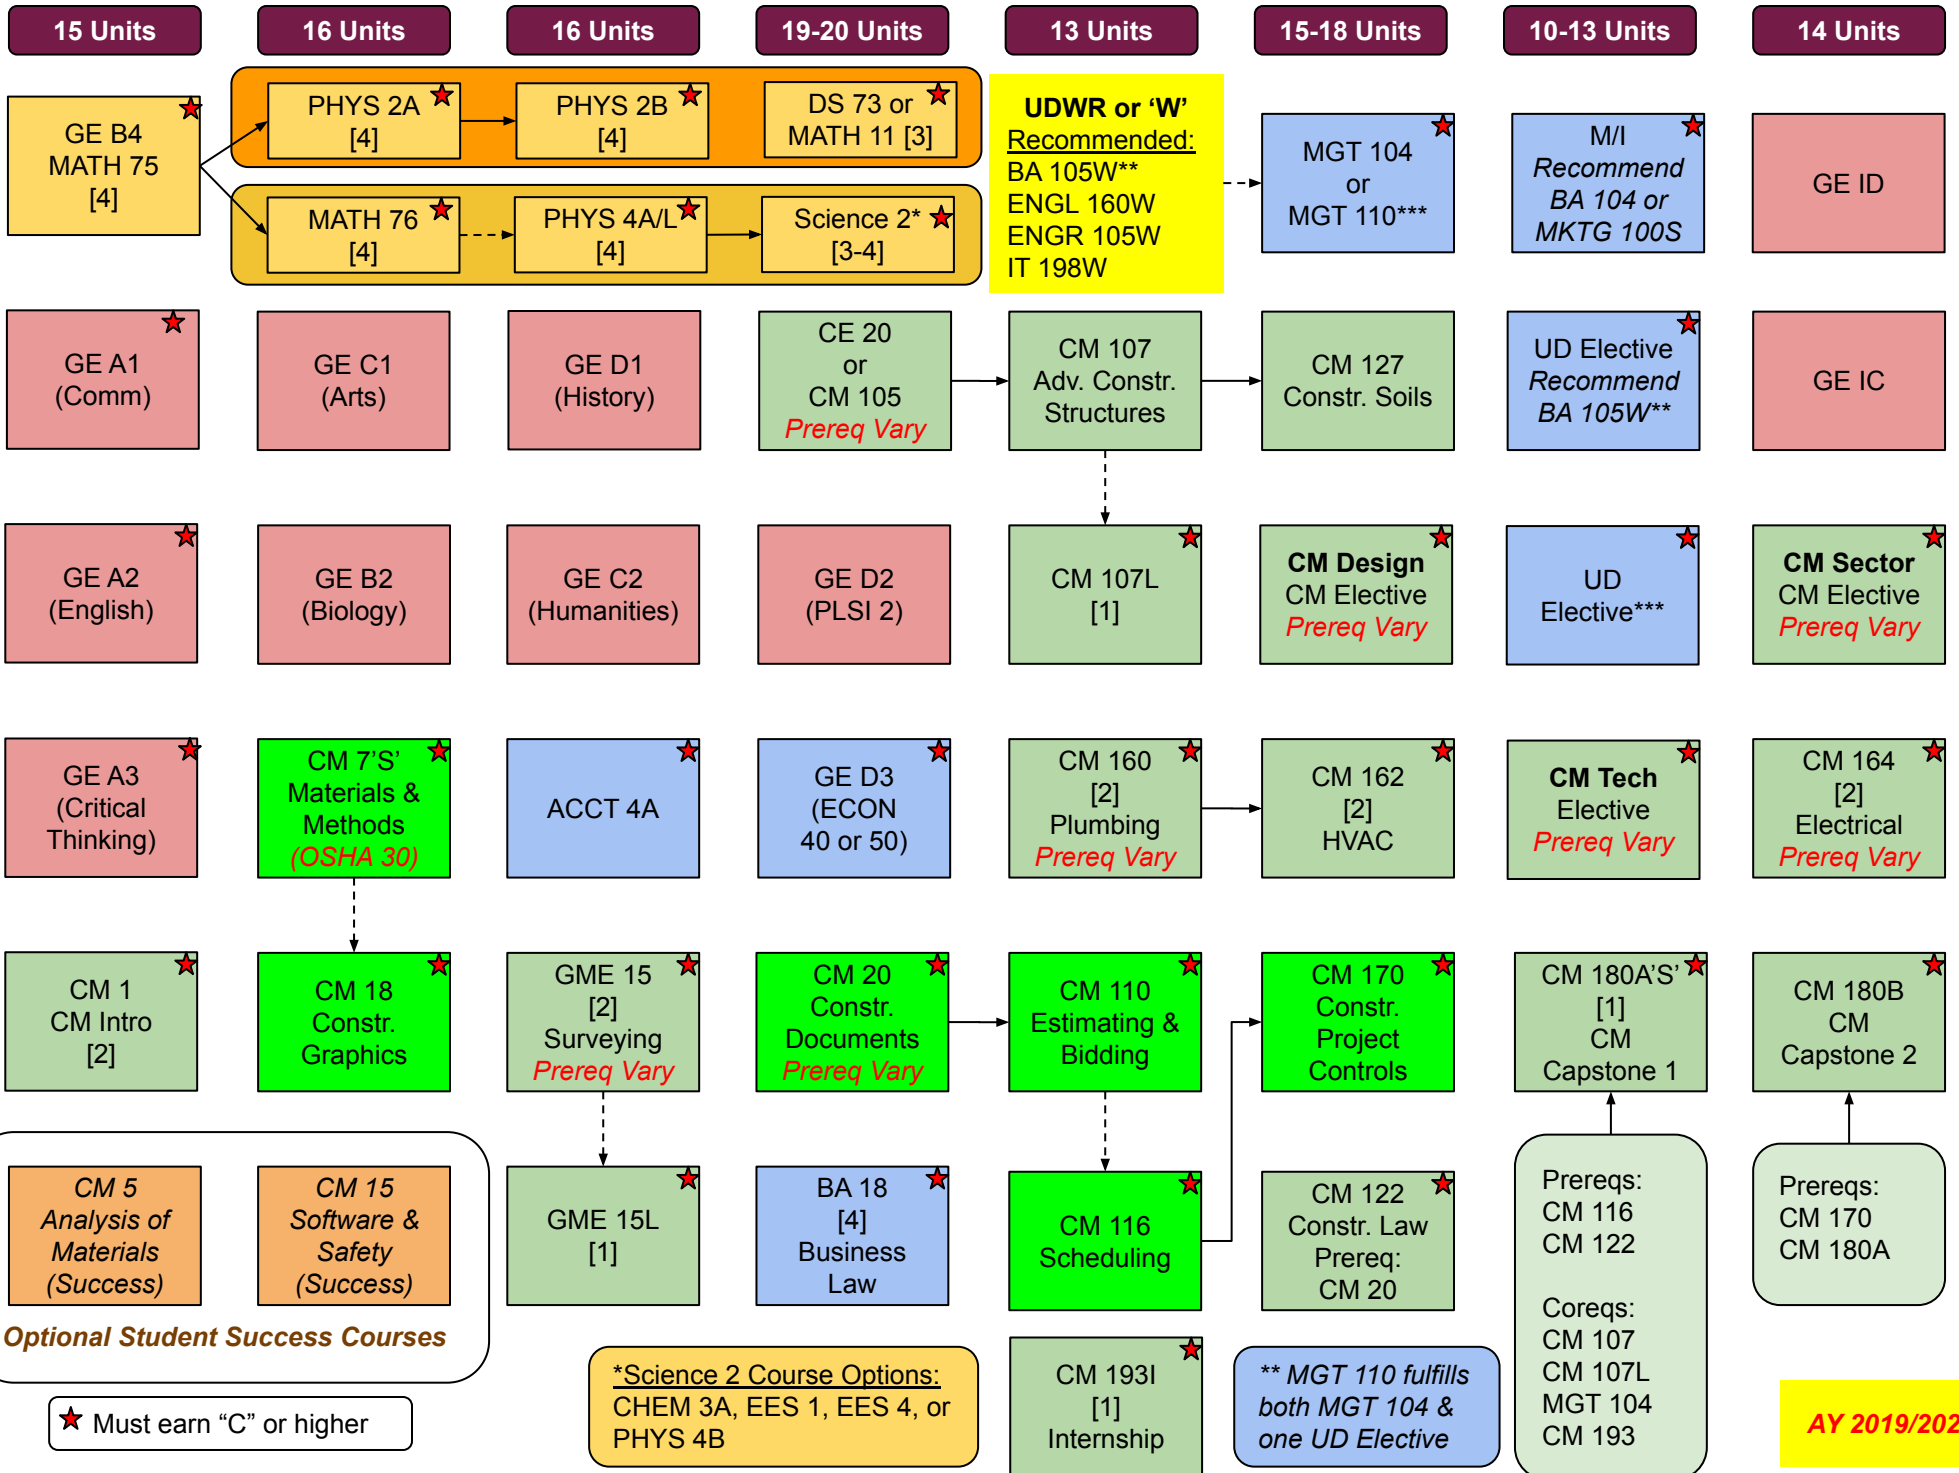 15 Units
16 Units
16 Units
19-20 Units
13 Units
15-18 Units
10-13 Units
14 Units
GE B4
MATH 75
[4]
PHYS 2A
[4]
PHYS 2B
[4]
DS 73 or
MATH 11 [3]
MATH 76
[4]
PHYS 4A/L
[4]
Science 2*
[3-4]
UDWR or ‘W’
Recommended:
BA 105W**
ENGL 160W
ENGR 105W
IT 198W
MGT 104
or
MGT 110***
M/I
Recommend
BA 104 or
MKTG 100S
GE ID
GE A1
(Comm)
GE C1
(Arts)
GE D1
(History)
CE 20
or
CM 105
Prereq Vary
CM 107
Adv. Constr.
Structures
CM 127
Constr. Soils
UD Elective
Recommend
BA 105W**
GE IC
GE A2
(English)
GE B2
(Biology)
GE C2
(Humanities)
GE D2
(PLSI 2)
CM 107L
[1]
CM Design
CM Elective
Prereq Vary
UD
Elective***
CM Sector
CM Elective
Prereq Vary
GE A3
(Critical
Thinking)
CM 7’S’
Materials &
Methods
(OSHA 30)
ACCT 4A
GE D3
(ECON
40 or 50)
CM 160
[2]
Plumbing
Prereq Vary
CM 162
[2]
HVAC
CM Tech
Elective
Prereq Vary
CM 164
[2]
Electrical
Prereq Vary
CM 1
CM Intro
[2]
CM 18
Constr.
Graphics
GME 15
[2]
Surveying
Prereq Vary
CM 20
Constr.
Documents
Prereq Vary
CM 110
Estimating &
Bidding
CM 170
Constr.
Project
Controls
CM 180A’S’
[1]
CM
Capstone 1
CM 180B
CM
Capstone 2
CM 5
Analysis of
Materials
(Success)
CM 15
Software &
Safety
(Success)
Optional Student Success Courses
GME 15L
[1]
BA 18
[4]
Business
Law
CM 116
Scheduling
CM 122
Constr. Law
Prereq:
CM 20
Prereqs:
CM 116
CM 122
Coreqs:
CM 107
CM 107L
MGT 104
CM 193
Prereqs:
CM 170
CM 180A
Must earn “C” or higher
*Science 2 Course Options:
CHEM 3A, EES 1, EES 4, or
PHYS 4B
CM 193I
[1]
Internship
** MGT 110 fulfills
both MGT 104 &
one UD Elective
AY 2019/202